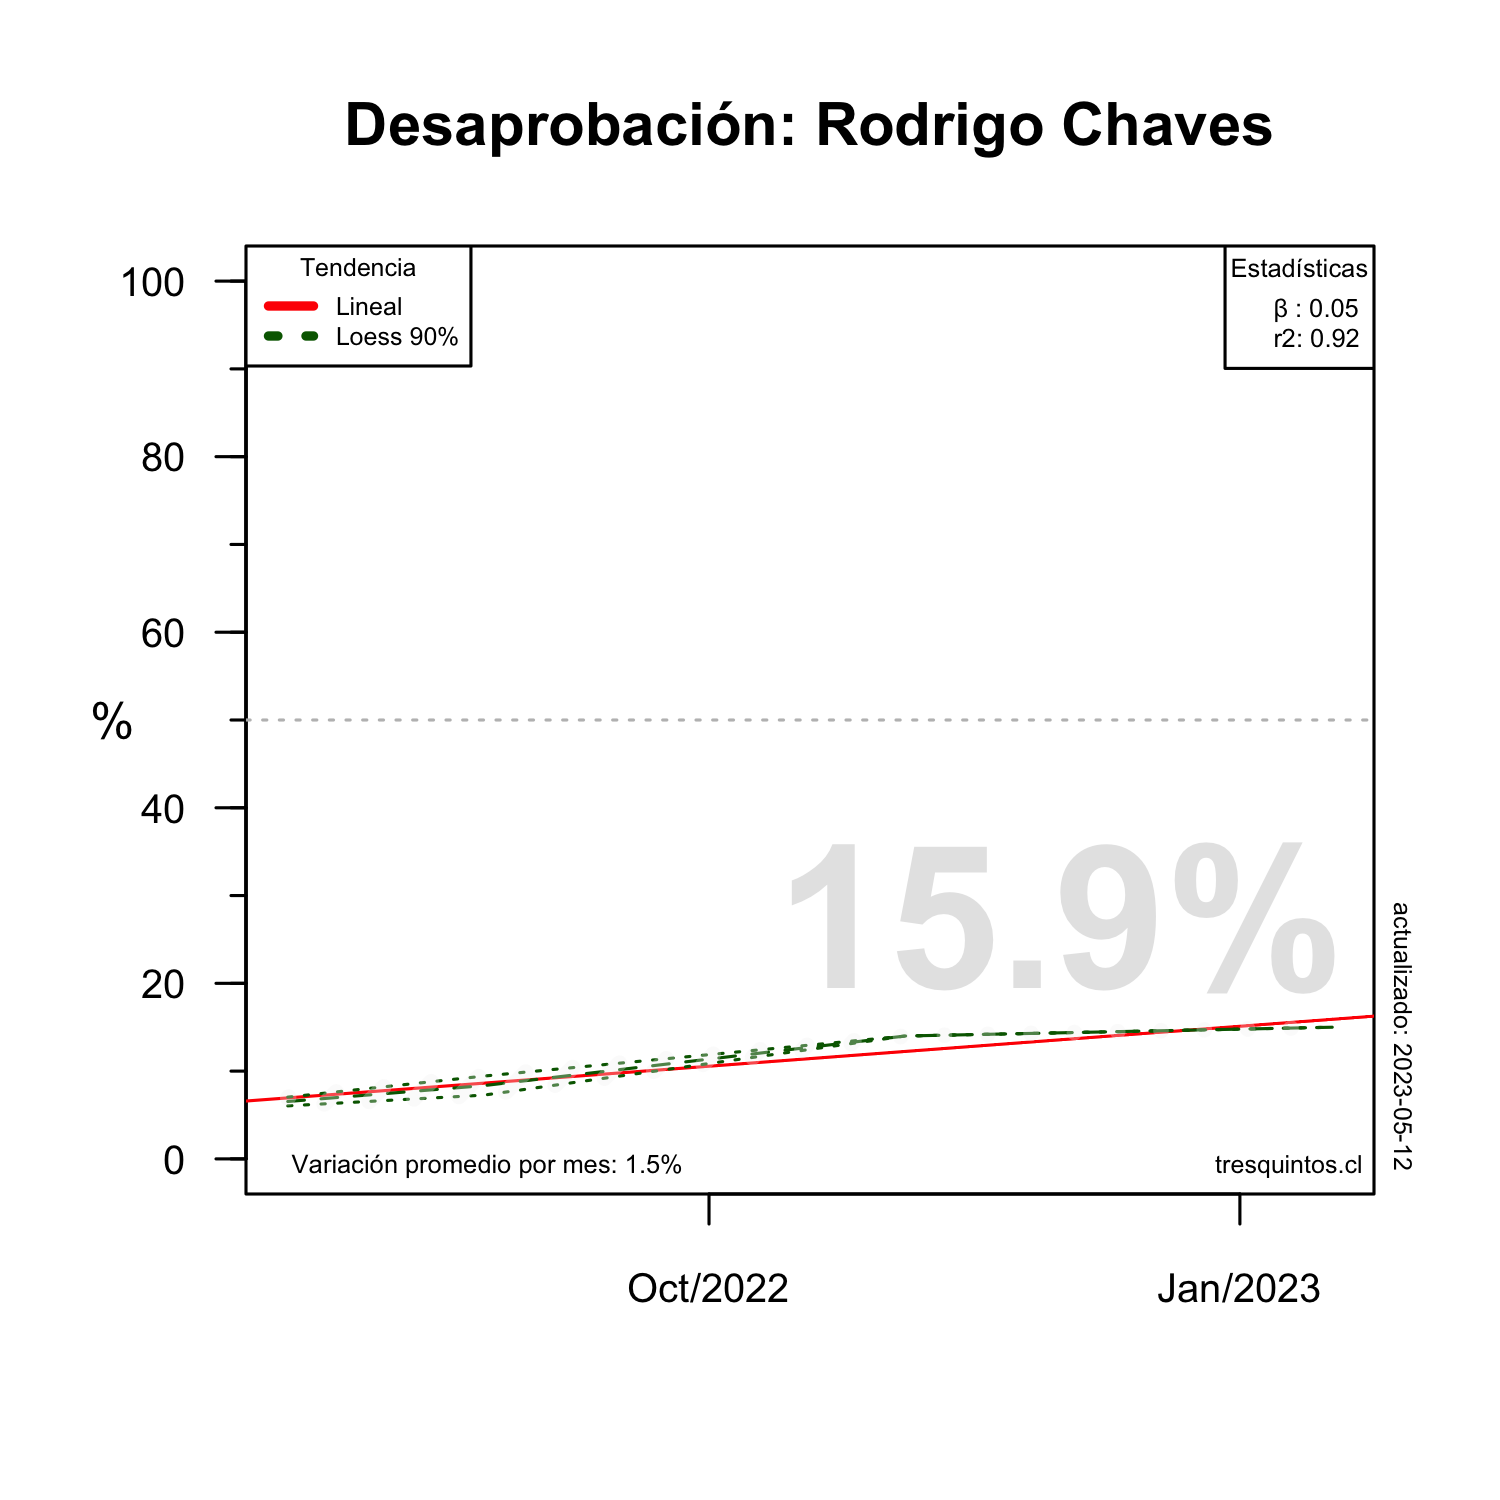 Desaprobación: Rodrigo Chaves
Tendencia
Lineal
Loess 90%
Estadísticas
β : 0.05
r2: 0.92
100
80
60
40
20
0
%
15.9%
actualizado: 2023-05-12
Variación promedio por mes: 1.5%
tresquintos.cl
Oct/2022
Jan/2023